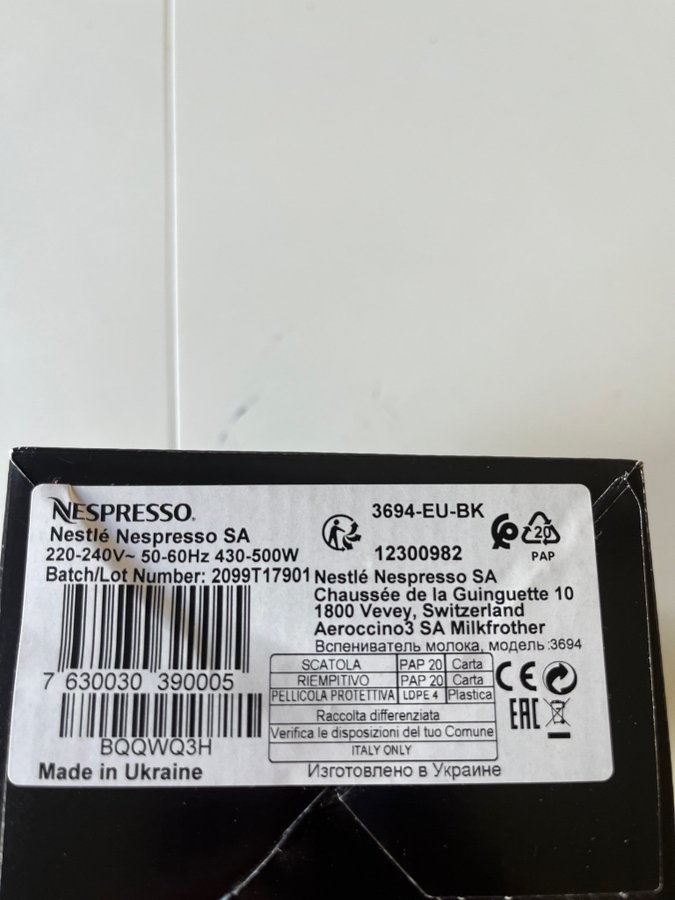 NESPRESSO.
Nestlé Nespresso SA
220-240V~ 50-60Hz 430-500W
Batch/Lot Number: 2099T17901
7 630030 390005
BQQWQ3H
Made in Ukraine
3694-EU-BK
12300982
20
PAP
Nestlé Nespresso SA
Chaussée de la Guinguette 10
1800 Vevey, Switzerland
Aeroccino3 SA Milkfrother
Вспениватель молока, модель:3694
SCATOLA PAP 20 Carta
RIEMPITIVO PAP 20 Carta
PELLICOLA PROTETTIVA LDPE 4 Plastica
Raccolta differenziata
Verifica le disposizioni del tuo Comune
ITALY ONLY
CE
EAC
Изготовлено в Украине